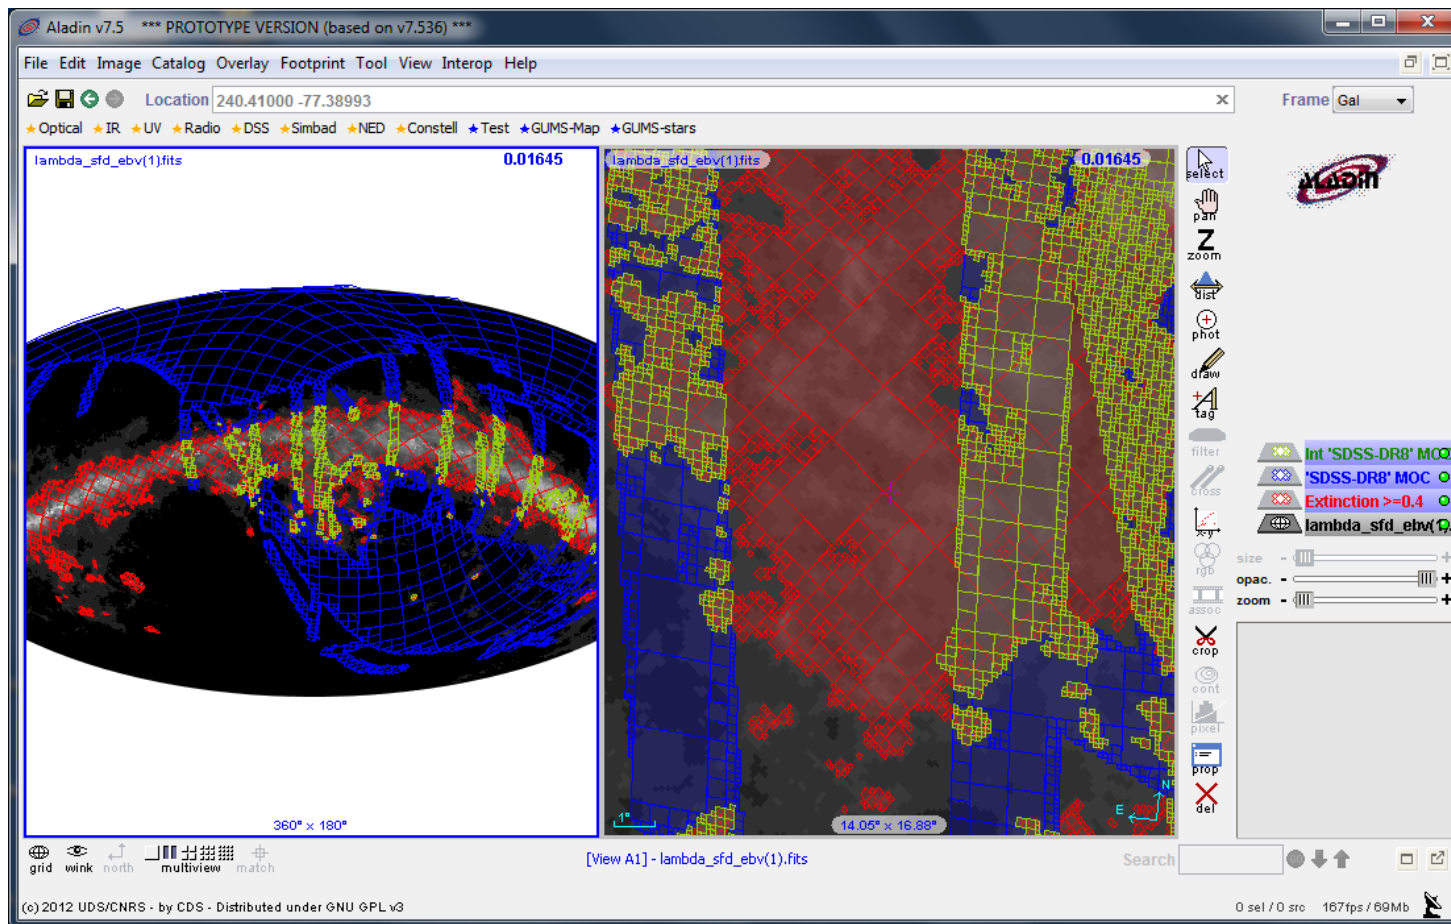 Aladin v7.5 *** PROTOTYPE VERSION (based on v7.536) ***
File Edit Image Catalog Overlay Footprint Tool View Interop Help
Location 240.41000 -77.38993
Frame Gal
Optical IR UV Radio DSS Simbad NED Constell Test GUMS-Map GUMS-stars
lambda_sfd_ebv(1).fits 0.01645
lambda_sfd_ebv(1).fits 0.01645
select
pan
Z
zoom
dist
phot
draw
tag
filter
cross
x-y
rgb
assoc
crop
cont
pixel
prop
del
ALADIN
Int 'SDSS-DR8' MOC
'SDSS-DR8' MOC
Extinction >=0.4
lambda_sfd_ebv(1).
size - +
opac. - +
zoom - +
360° x 180°
1°
14.05° x 16.88°
N
E
grid wink north multiview match
[View A1] - lambda_sfd_ebv(1).fits
Search
(c) 2012 UDS/CNRS - by CDS - Distributed under GNU GPL v3
0 sel / 0 src 167fps / 69Mb